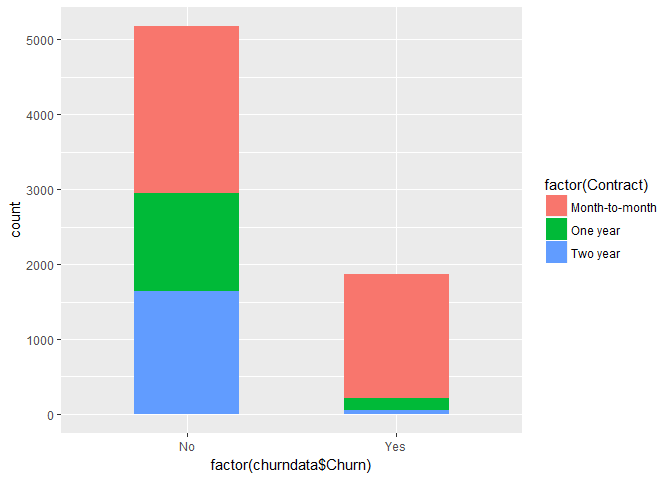 5000
4000
3000
2000
1000
0
count
No
Yes
factor(churndata$Churn)
factor(Contract)
Month-to-month
One year
Two year